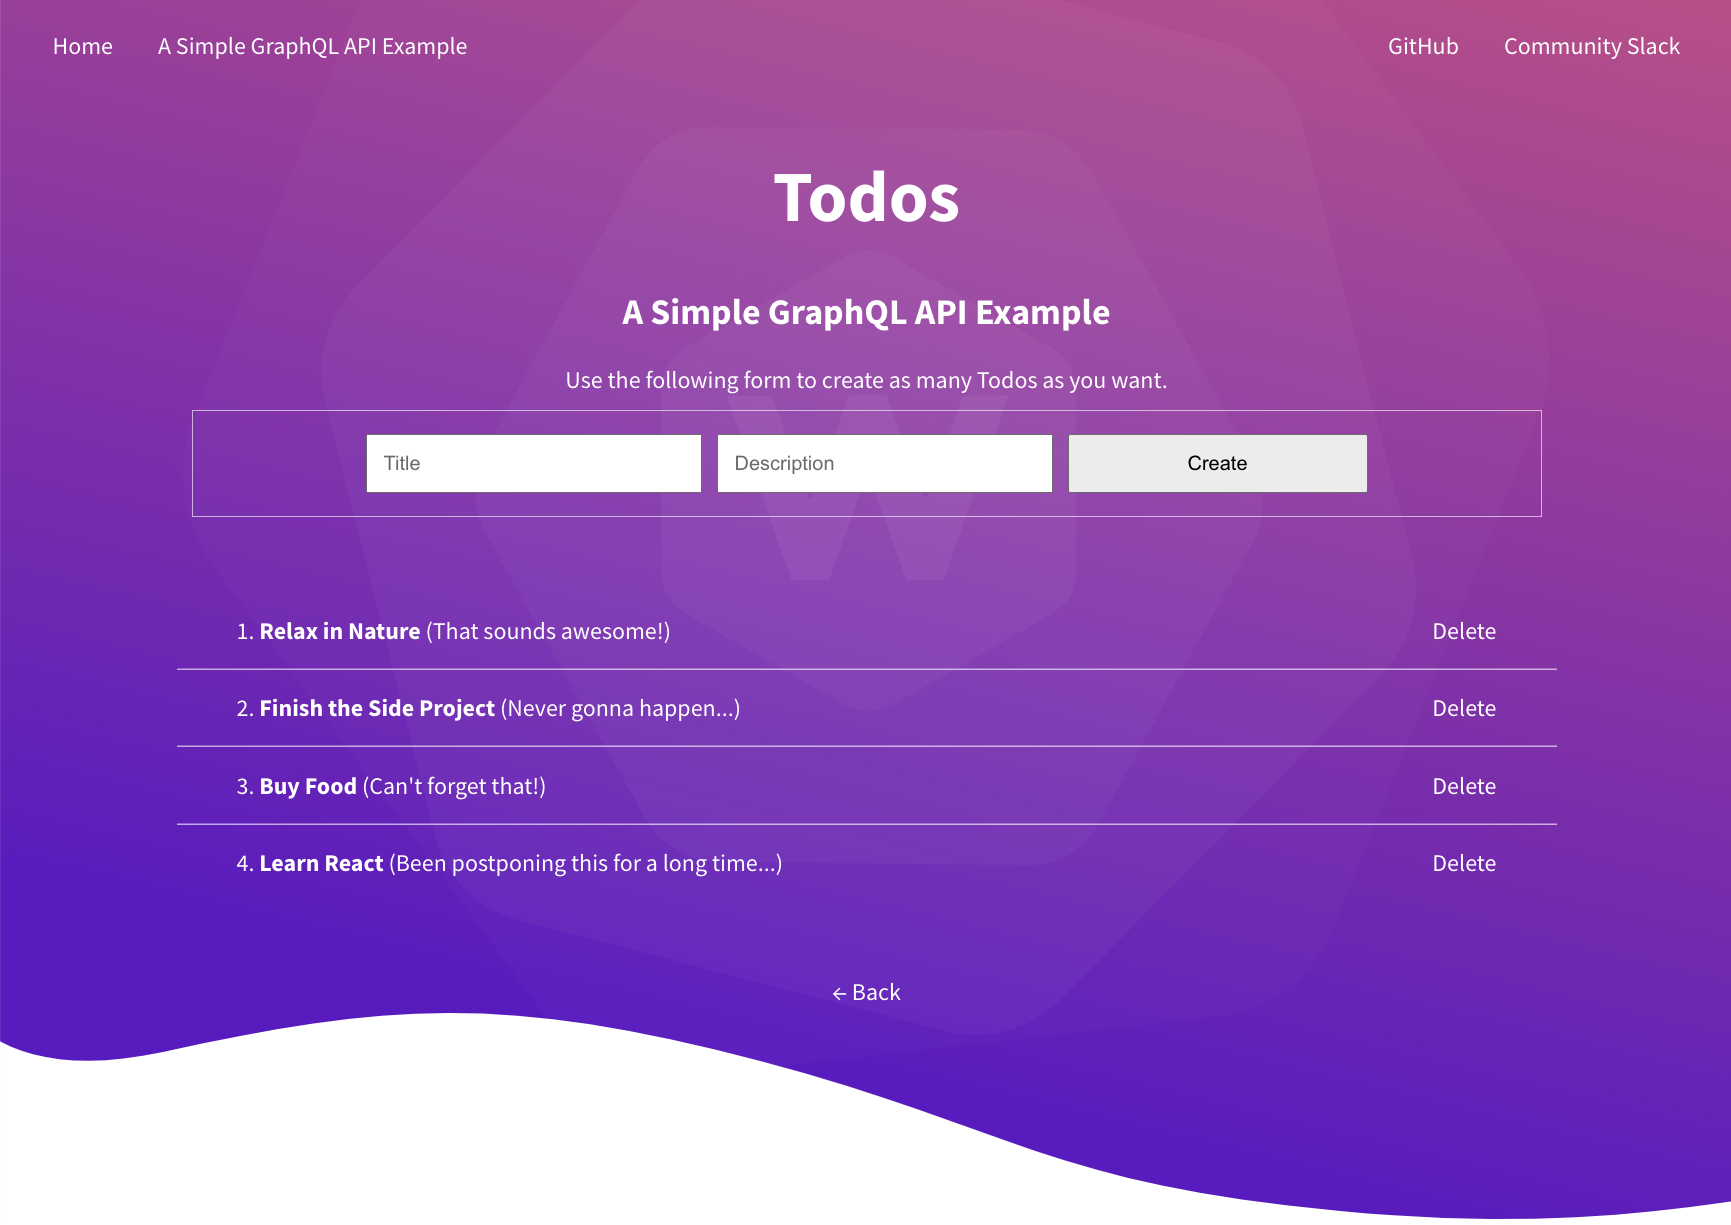 Home A Simple GraphQL API Example GitHub Community Slack
Todos
A Simple GraphQL API Example
Use the following form to create as many Todos as you want.
Title Description Create
W
1. Relax in Nature (That sounds awesome!) Delete
2. Finish the Side Project (Never gonna happen...) Delete
3. Buy Food (Can't forget that!) Delete
4. Learn React (Been postponing this for a long time...) Delete
← Back